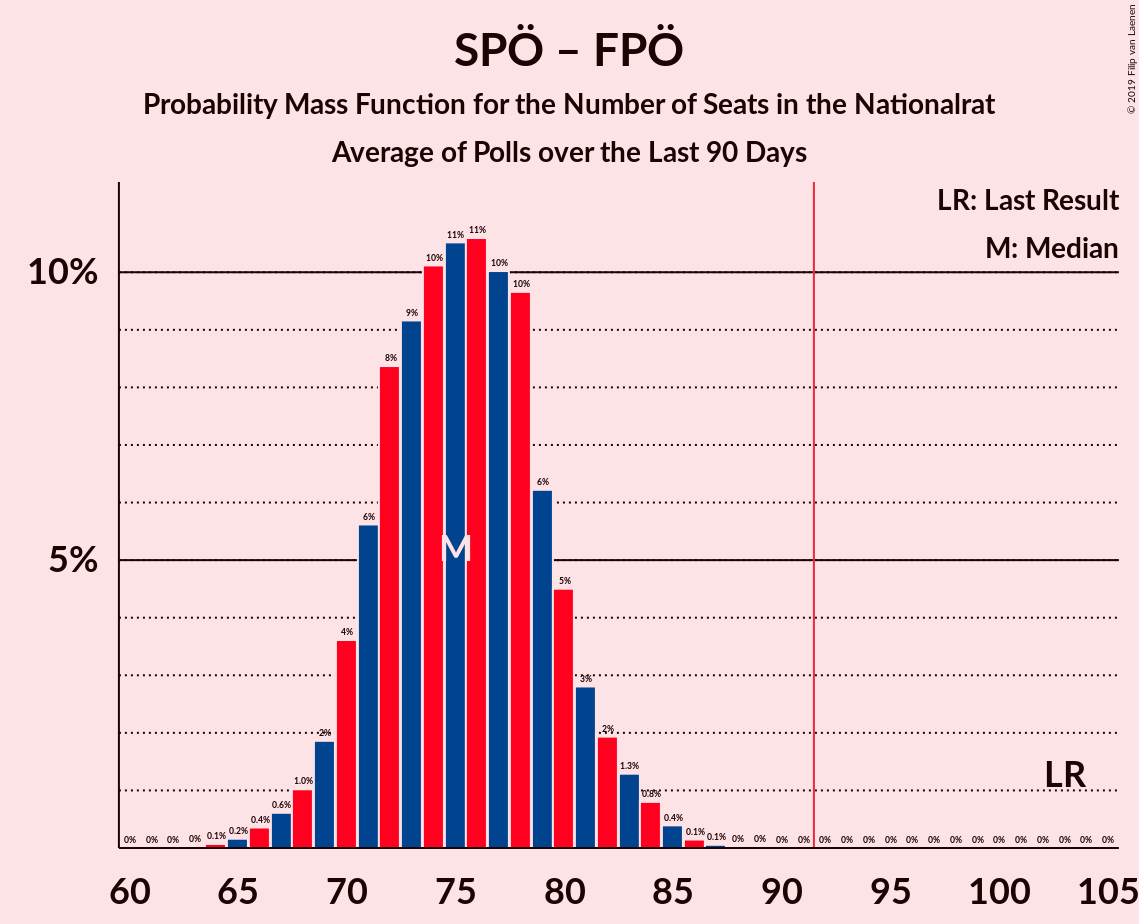 SPÖ – FPÖ
Probability Mass Function for the Number of Seats in the Nationalrat
Average of Polls over the Last 90 Days
© 2019 Filip van Laenen
LR: Last Result
M: Median
10%
5%
0% 0% 0% 0% 0.1% 0.2% 0.4% 0.6% 1.0% 2% 4% 6% 8% 9% 10% 11% 11% 10% 10% 6% 5% 3% 2% 1.3% 0.8% 0.4% 0.1% 0.1% 0% 0% 0% 0% 0% 0% 0% 0% 0% 0% 0% 0% 0% 0% 0% 0% 0% 0%
M
LR
60 65 70 75 80 85 90 95 100 105